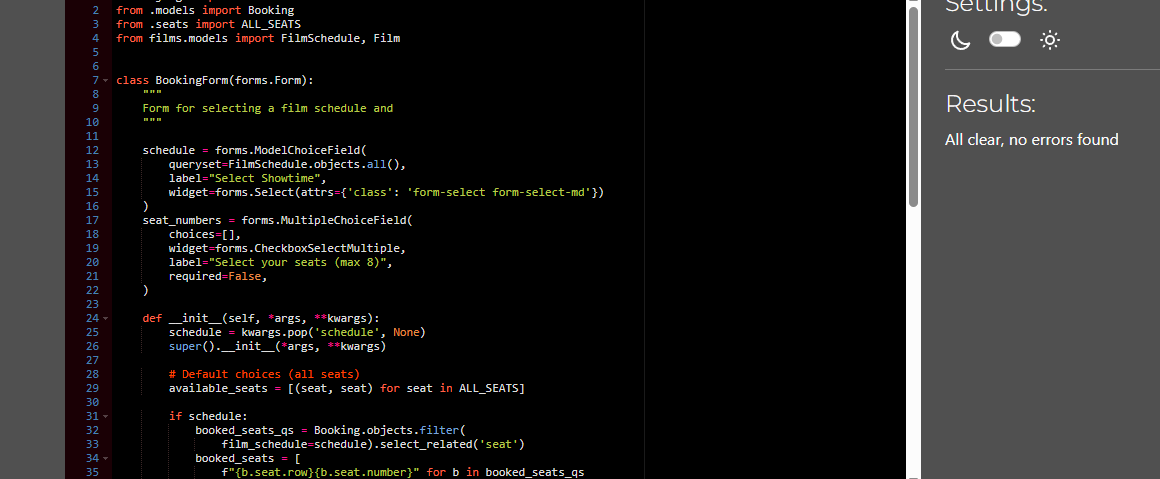 2 from .models import Booking
3 from .seats import ALL_SEATS
4 from films.models import FilmSchedule, Film
5
6
7 class BookingForm(forms.Form):
8     """
9     Form for selecting a film schedule and
10     """
11
12     schedule = forms.ModelChoiceField(
13         queryset=FilmSchedule.objects.all(),
14         label="Select Showtime",
15         widget=forms.Select(attrs={'class': 'form-select form-select-md'})
16     )
17     seat_numbers = forms.MultipleChoiceField(
18         choices=[],
19         widget=forms.CheckboxSelectMultiple,
20         label="Select your seats (max 8)",
21         required=False,
22     )
23
24     def __init__(self, *args, **kwargs):
25         schedule = kwargs.pop('schedule', None)
26         super().__init__(*args, **kwargs)
27
28         # Default choices (all seats)
29         available_seats = [(seat, seat) for seat in ALL_SEATS]
30
31         if schedule:
32             booked_seats_qs = Booking.objects.filter(
33                 film_schedule=schedule).select_related('seat')
34             booked_seats = [
35                 f"{b.seat.row}{b.seat.number}" for b in booked_seats_qs
Settings:
Results:
All clear, no errors found